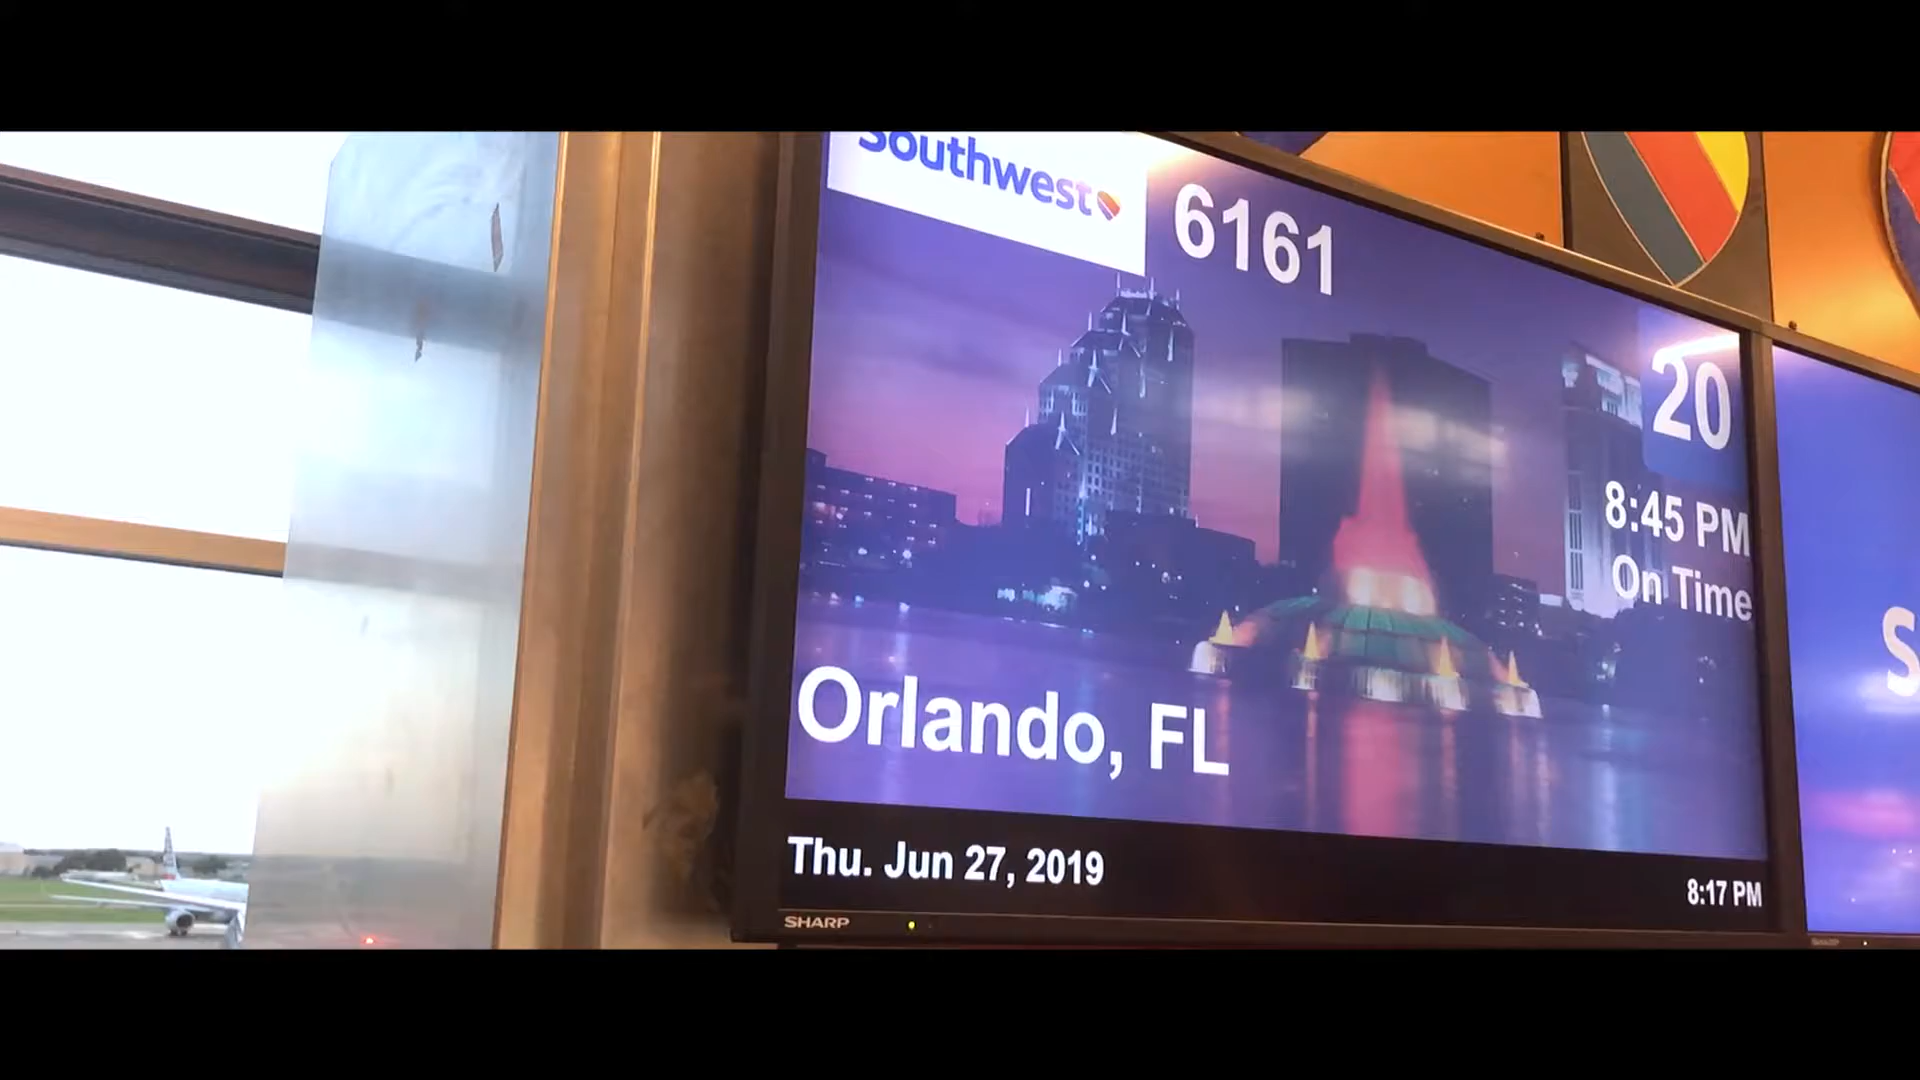 Southwest
6161
20
8:45 PM
On Time
Orlando, FL
Thu. Jun 27, 2019
8:17 PM
SHARP
S